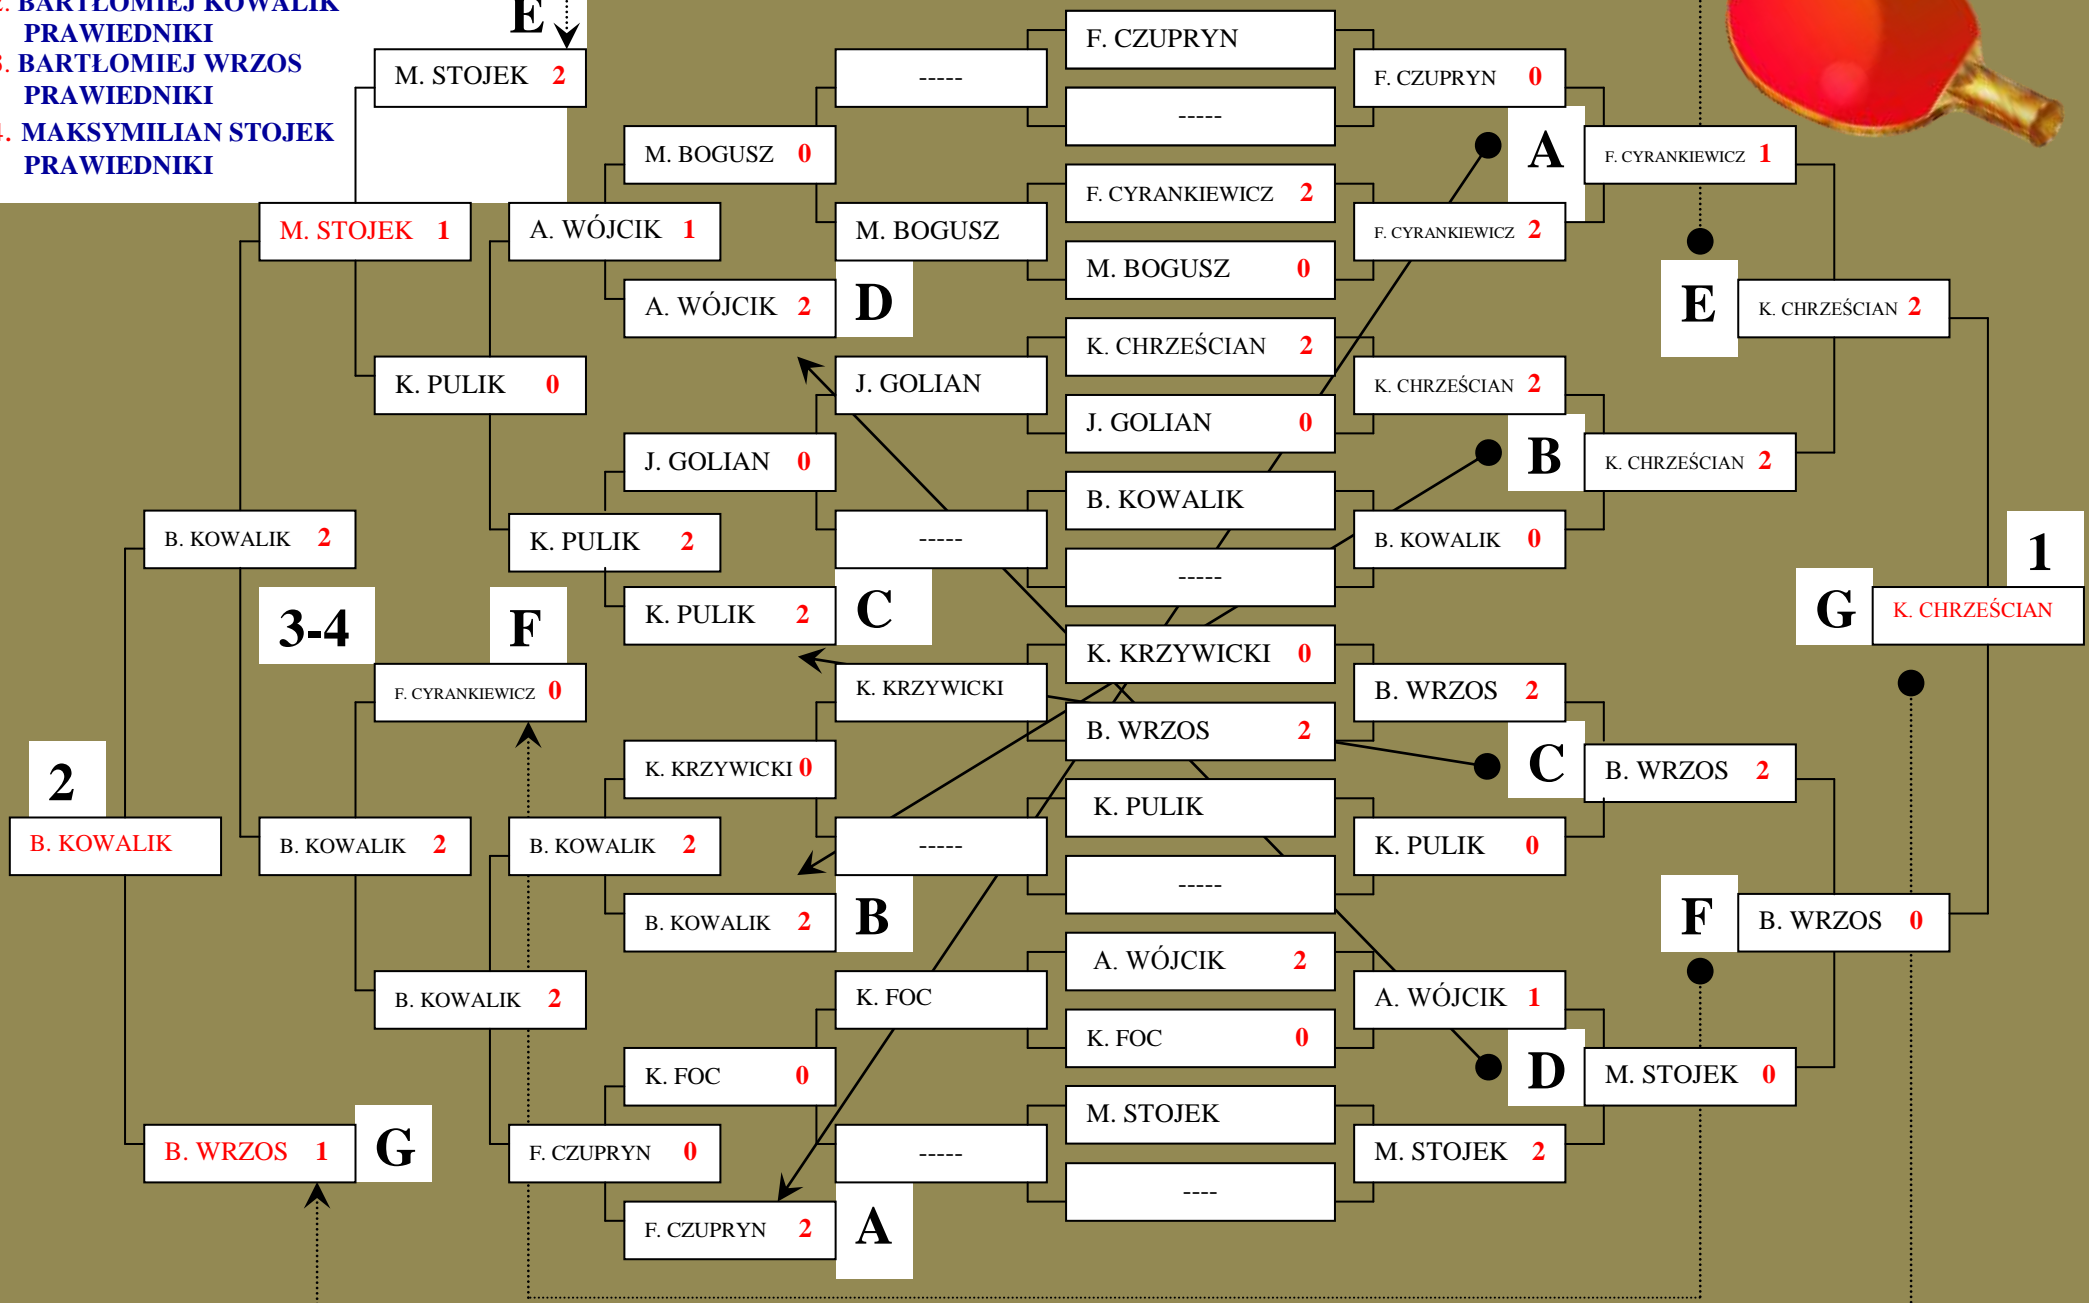 2. BARTŁOMIEJ KOWALIK
PRAWIEDNIKI
3. BARTŁOMIEJ WRZOS
PRAWIEDNIKI
4. MAKSYMILIAN STOJEK
PRAWIEDNIKI
E
M. STOJEK 2
M. STOJEK 1
K. PULIK 0
B. KOWALIK 2
3-4
F
F. CYRANKIEWICZ 0
2
B. KOWALIK
B. KOWALIK 2
B. KOWALIK 2
B. WRZOS 1
G
M. BOGUSZ 0
A. WÓJCIK 1
A. WÓJCIK 2
D
J. GOLIAN 0
K. PULIK 2
K. PULIK 2
C
K. KRZYWICKI 0
B. KOWALIK 2
B. KOWALIK 2
B
K. FOC 0
F. CZUPRYN 0
F. CZUPRYN 2
A
-----
M. BOGUSZ
J. GOLIAN
-----
K. KRZYWICKI
-----
K. FOC
-----
F. CZUPRYN
-----
F. CYRANKIEWICZ 2
M. BOGUSZ 0
K. CHRZEŚCIAN 2
J. GOLIAN 0
B. KOWALIK
-----
K. KRZYWICKI 0
B. WRZOS 2
K. PULIK
-----
A. WÓJCIK 2
K. FOC 0
M. STOJEK
----
F. CZUPRYN 0
A
F. CYRANKIEWICZ 2
K. CHRZEŚCIAN 2
B
B. KOWALIK 0
B. WRZOS 2
C
K. PULIK 0
A. WÓJCIK 1
D
M. STOJEK 2
F. CYRANKIEWICZ 1
K. CHRZEŚCIAN 2
B. WRZOS 2
M. STOJEK 0
E
K. CHRZEŚCIAN 2
F
B. WRZOS 0
1
G
K. CHRZEŚCIAN